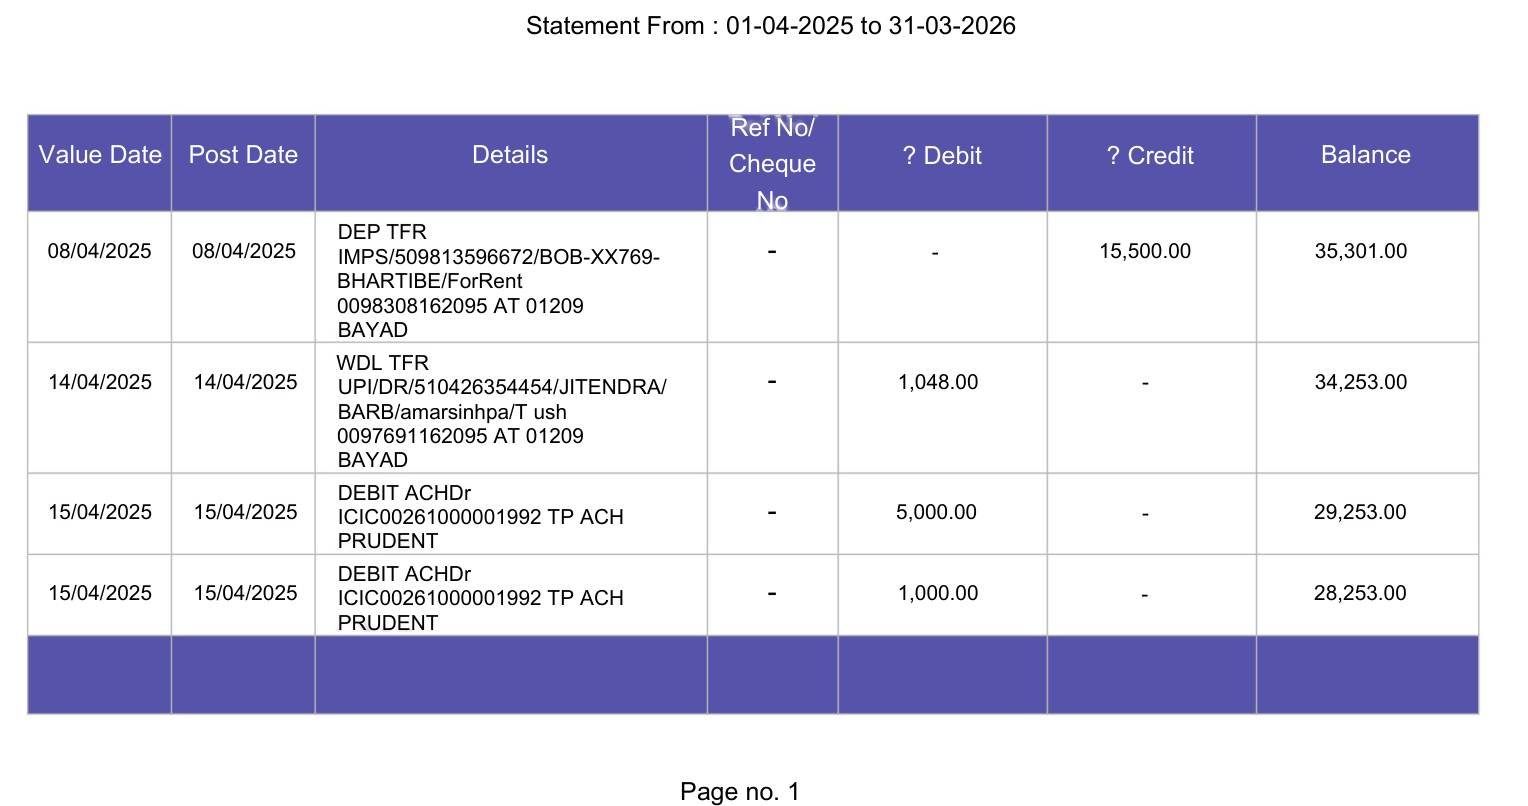 Statement From : 01-04-2025 to 31-03-2026
Value Date Post Date Details Ref No/ Cheque No ? Debit ? Credit Balance
08/04/2025 08/04/2025 DEP TFR - - 15,500.00 35,301.00
IMPS/509813596672/BOB-XX769-
BHARTIBE/ForRent
0098308162095 AT 01209
BAYAD
14/04/2025 14/04/2025 WDL TFR - 1,048.00 - 34,253.00
UPI/DR/510426354454/JITENDRA/
BARB/amarsinhpa/T ush
0097691162095 AT 01209
BAYAD
15/04/2025 15/04/2025 DEBIT ACHDr - 5,000.00 - 29,253.00
ICIC00261000001992 TP ACH
PRUDENT
15/04/2025 15/04/2025 DEBIT ACHDr - 1,000.00 - 28,253.00
ICIC00261000001992 TP ACH
PRUDENT
Page no. 1